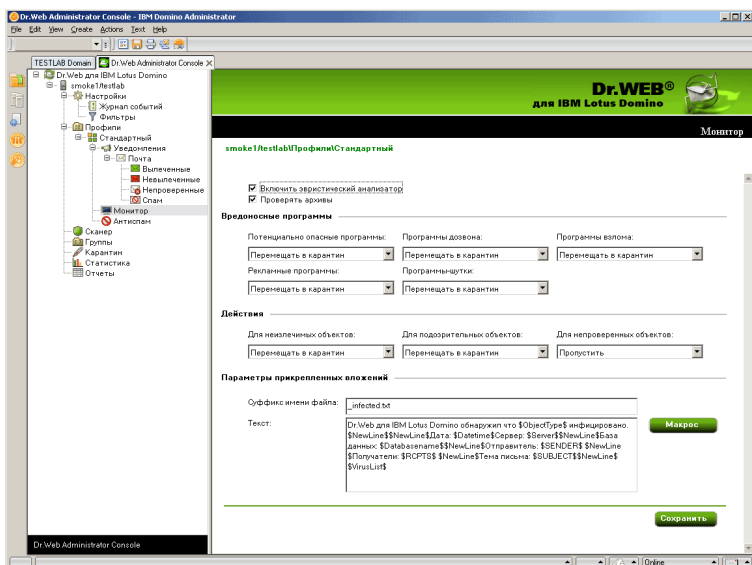 Dr.Web Administrator Console - IBM Domino Administrator
File Edit View Create Actions Text Help
TESTLAB Domain Dr.Web Administrator Console
Dr.Web для IBM Lotus Domino
smoke1/testlab
Настройки
Журнал событий
Фильтры
Профили
Стандартный
Уведомления
Почта
Вылеченные
Невылеченные
Непроверенные
Спам
Монитор
Антиспам
Сканер
Группы
Карантин
Статистика
Отчеты
Dr.Web Administrator Console
Dr.WEB®
для IBM Lotus Domino
Монитор
smoke1/testlab\Профили\Стандартный
Включить эвристический анализатор
Проверять архивы
Вредоносные программы
Потенциально опасные программы: Программы дозвона: Программы взлома:
Перемещать в карантин Перемещать в карантин Перемещать в карантин
Рекламные программы: Программы-шутки:
Перемещать в карантин Перемещать в карантин
Действия
Для неизлечимых объектов: Для подозрительных объектов: Для непроверенных объектов:
Перемещать в карантин Перемещать в карантин Пропустить
Параметры прикрепленных вложений
Суффикс имени файла: _infected.txt
Текст: Dr.Web для IBM Lotus Domino обнаружил что $ObjectType$ инфицировано. Макрос
$NewLine$$NewLine$Дата: $Datetime$Сервер: $Server$$NewLine$База
данных: $Databasename$$NewLine$Отправитель: $SENDER$ $NewLine
$Получатели: $RCPTS$ $NewLine$Тема письма: $SUBJECT$$NewLine$
$VirusList$
Сохранить
Online